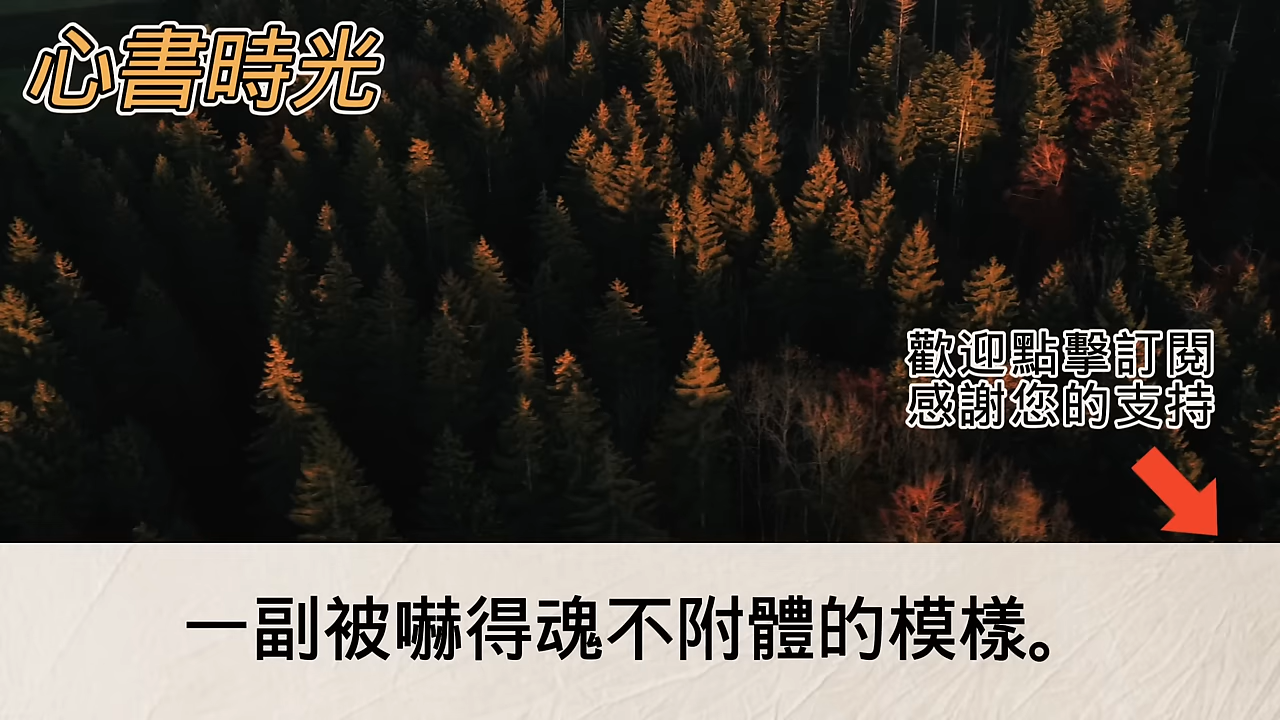 心書時光
歡迎點擊訂閱
感謝您的支持
一副被嚇得魂不附體的模樣。